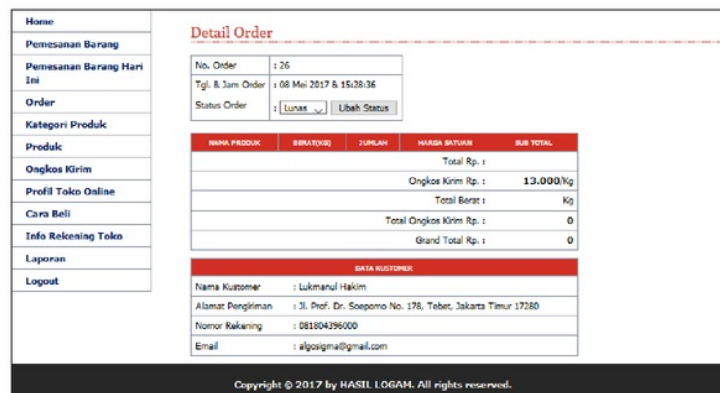 Home
Pemesanan Barang
Pemesanan Barang Hari
Ini
Order
Kategori Produk
Produk
Ongkos Kirim
Profil Toko Online
Cara Beli
Info Rekening Toko
Laporan
Logout
Detail Order
No. Order : 26
Tgl. & Jam Order : 08 Mei 2017 & 15:28:36
Status Order : Lunas Ubah Status
NAMA PRODUK BERAT(KG) JUMLAH HARGA SATUAN SUB TOTAL
Total Rp. :
Ongkos Kirim Rp. : 13.000/Kg
Total Berat : Kg
Total Ongkos Kirim Rp. : 0
Grand Total Rp. : 0
DATA KUSTOMER
Nama Kustomer : Lukmanul Hakim
Alamat Pengiriman : Jl. Prof. Dr. Soepomo No. 178, Tebet, Jakarta Timur 17280
Nomor Rekening : 081804396000
Email : algosigma@gmail.com
Copyright © 2017 by HASIL LOGAM. All rights reserved.